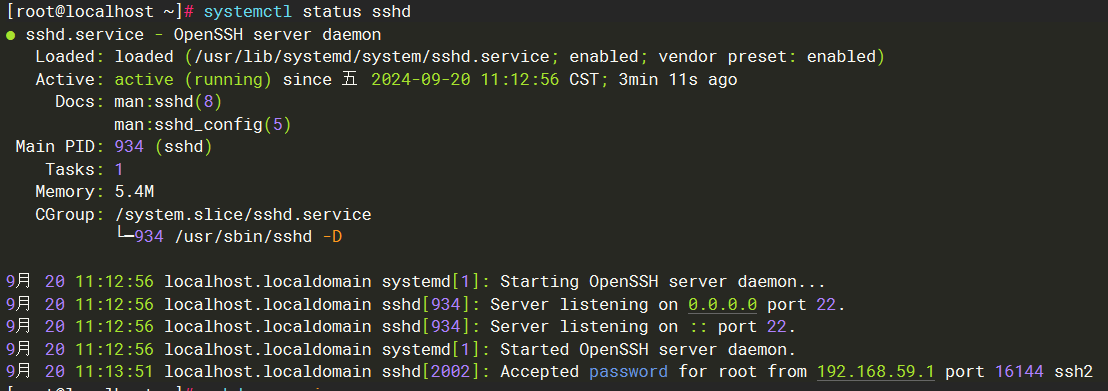 [root@localhost ~]# systemctl status sshd
● sshd.service - OpenSSH server daemon
   Loaded: loaded (/usr/lib/systemd/system/sshd.service; enabled; vendor preset: enabled)
   Active: active (running) since 五 2024-09-20 11:12:56 CST; 3min 11s ago
     Docs: man:sshd(8)
           man:sshd_config(5)
 Main PID: 934 (sshd)
    Tasks: 1
   Memory: 5.4M
   CGroup: /system.slice/sshd.service
           └─934 /usr/sbin/sshd -D
9月 20 11:12:56 localhost.localdomain systemd[1]: Starting OpenSSH server daemon...
9月 20 11:12:56 localhost.localdomain sshd[934]: Server listening on 0.0.0.0 port 22.
9月 20 11:12:56 localhost.localdomain sshd[934]: Server listening on :: port 22.
9月 20 11:12:56 localhost.localdomain systemd[1]: Started OpenSSH server daemon.
9月 20 11:13:51 localhost.localdomain sshd[2002]: Accepted password for root from 192.168.59.1 port 16144 ssh2